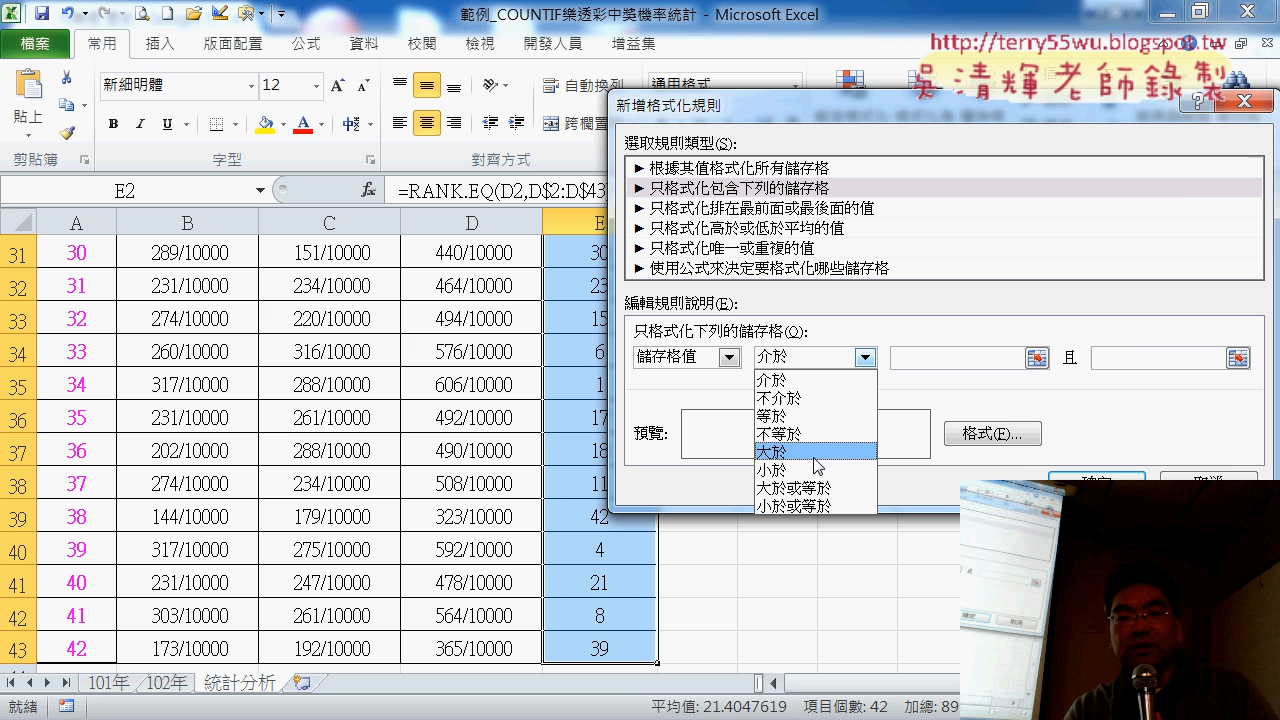 範例_COUNTIF樂透彩中獎機率統計 - Microsoft Excel
http://terry55wu.blogspot.tw
吳清輝老師錄製
檔案 常用 插入 版面配置 公式 資料 校閱 檢視 開發人員 增益集
新細明體 12 自動換列 通用格式
貼上 B I U A 中 跨欄置
剪貼簿 字型 對齊方式
E2 fx =RANK.EQ(D2,D$2:D$43
A B C D E
31 30 289/10000 151/10000 440/10000 30
32 31 231/10000 234/10000 464/10000 23
33 32 274/10000 220/10000 494/10000 15
34 33 260/10000 316/10000 576/10000 6
35 34 317/10000 288/10000 606/10000 1
36 35 231/10000 261/10000 492/10000 17
37 36 202/10000 288/10000 490/10000 18
38 37 274/10000 234/10000 508/10000 11
39 38 144/10000 179/10000 323/10000 42
40 39 317/10000 275/10000 592/10000 4
41 40 231/10000 247/10000 478/10000 21
42 41 303/10000 261/10000 564/10000 8
43 42 173/10000 192/10000 365/10000 39
101年 102年 統計分析
就緒 平均值: 21.4047619 項目個數: 42 加總: 89
新增格式化規則
選取規則類型(S):
► 根據其值格式化所有儲存格
► 只格式化包含下列的儲存格
► 只格式化排在最前面或最後面的值
► 只格式化高於或低於平均的值
► 只格式化唯一或重複的值
► 使用公式來決定要格式化哪些儲存格
編輯規則說明(E):
只格式化下列的儲存格(O):
儲存格值 介於 且
介於
不介於
等於
不等於
大於
小於
大於或等於
小於或等於
預覽: 格式(F)...
確定 取消